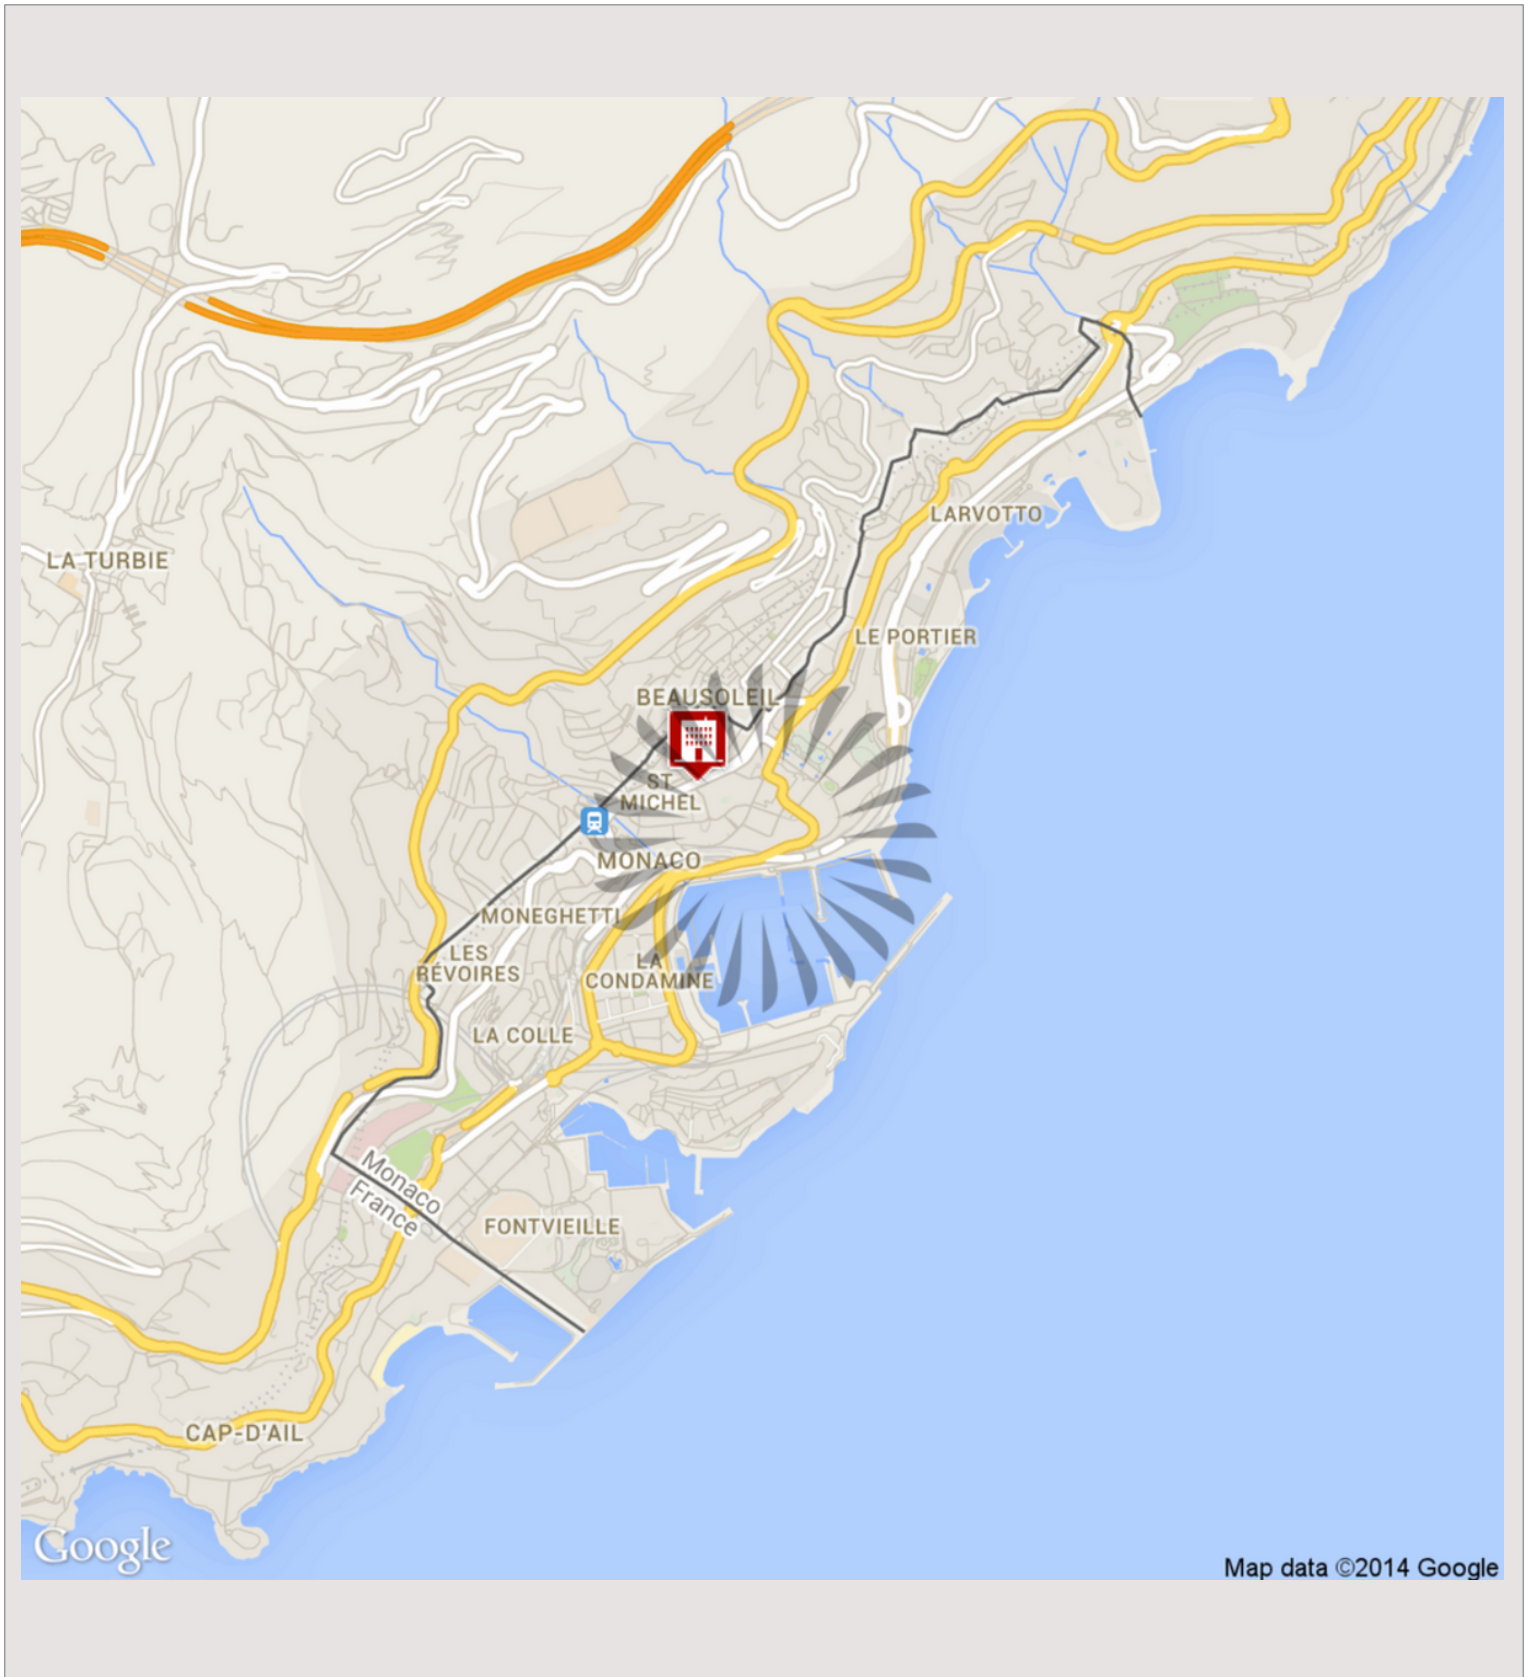 LARVOTTO
LA TURBIE
LE PORTIER
BEAUSOLEIL
ST
MICHEL
MONACO
MONEGHETTI
LES
RÉVOIRES
LA
CONDAMINE
LA COLLE
Monaco
France
FONTVIEILLE
CAP-D'AIL
Google
Map data ©2014 Google